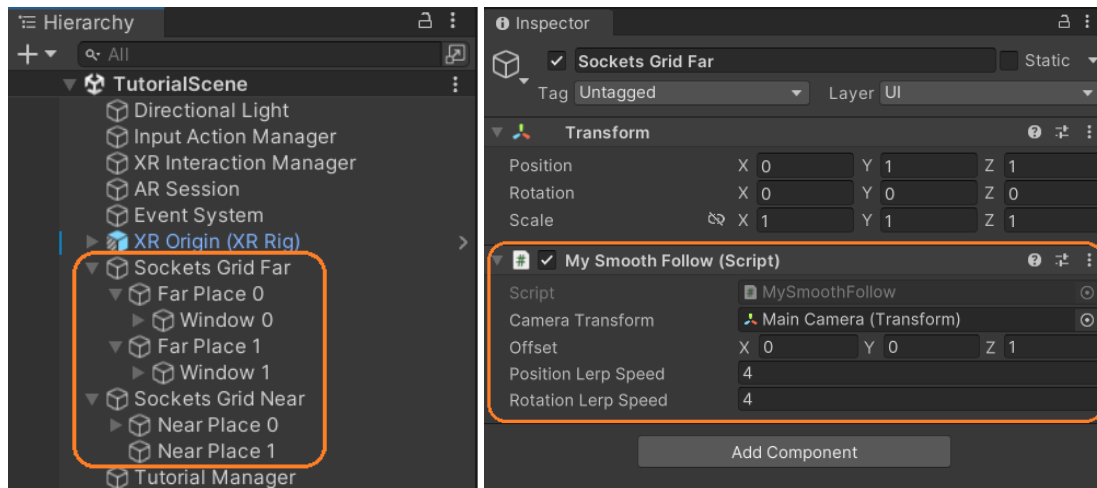 Hierarchy
All
TutorialScene
Directional Light
Input Action Manager
XR Interaction Manager
AR Session
Event System
XR Origin (XR Rig)
Sockets Grid Far
Far Place 0
Window 0
Far Place 1
Window 1
Sockets Grid Near
Near Place 0
Near Place 1
Tutorial Manager
Inspector
Sockets Grid Far Static
Tag Untagged Layer UI
Transform
Position X 0 Y 1 Z 1
Rotation X 0 Y 0 Z 0
Scale X 1 Y 1 Z 1
# My Smooth Follow (Script)
Script # MySmoothFollow
Camera Transform Main Camera (Transform)
Offset X 0 Y 0 Z 1
Position Lerp Speed 4
Rotation Lerp Speed 4
Add Component